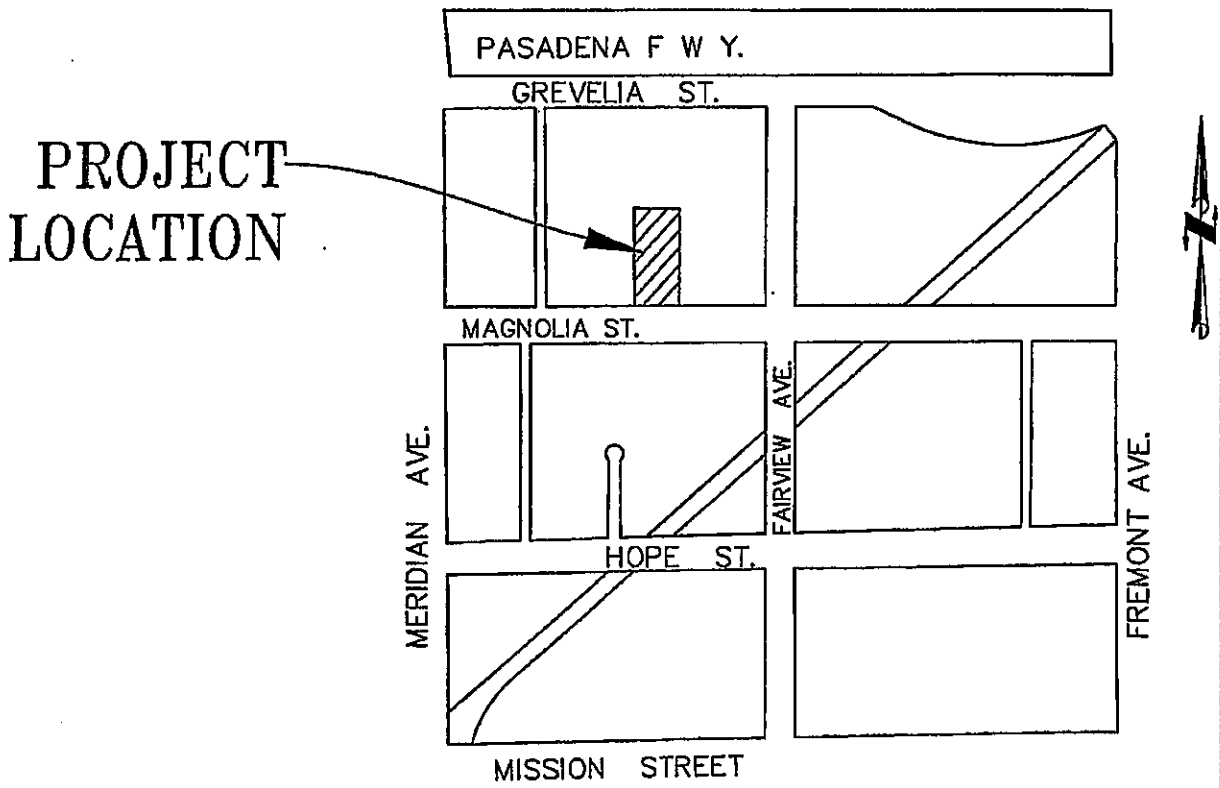 PASADENA F W Y.
GREVELIA ST.
PROJECT
LOCATION
MAGNOLIA ST.
MERIDIAN AVE.
FAIRVIEW AVE.
FREMONT AVE.
HOPE ST.
MISSION STREET
N